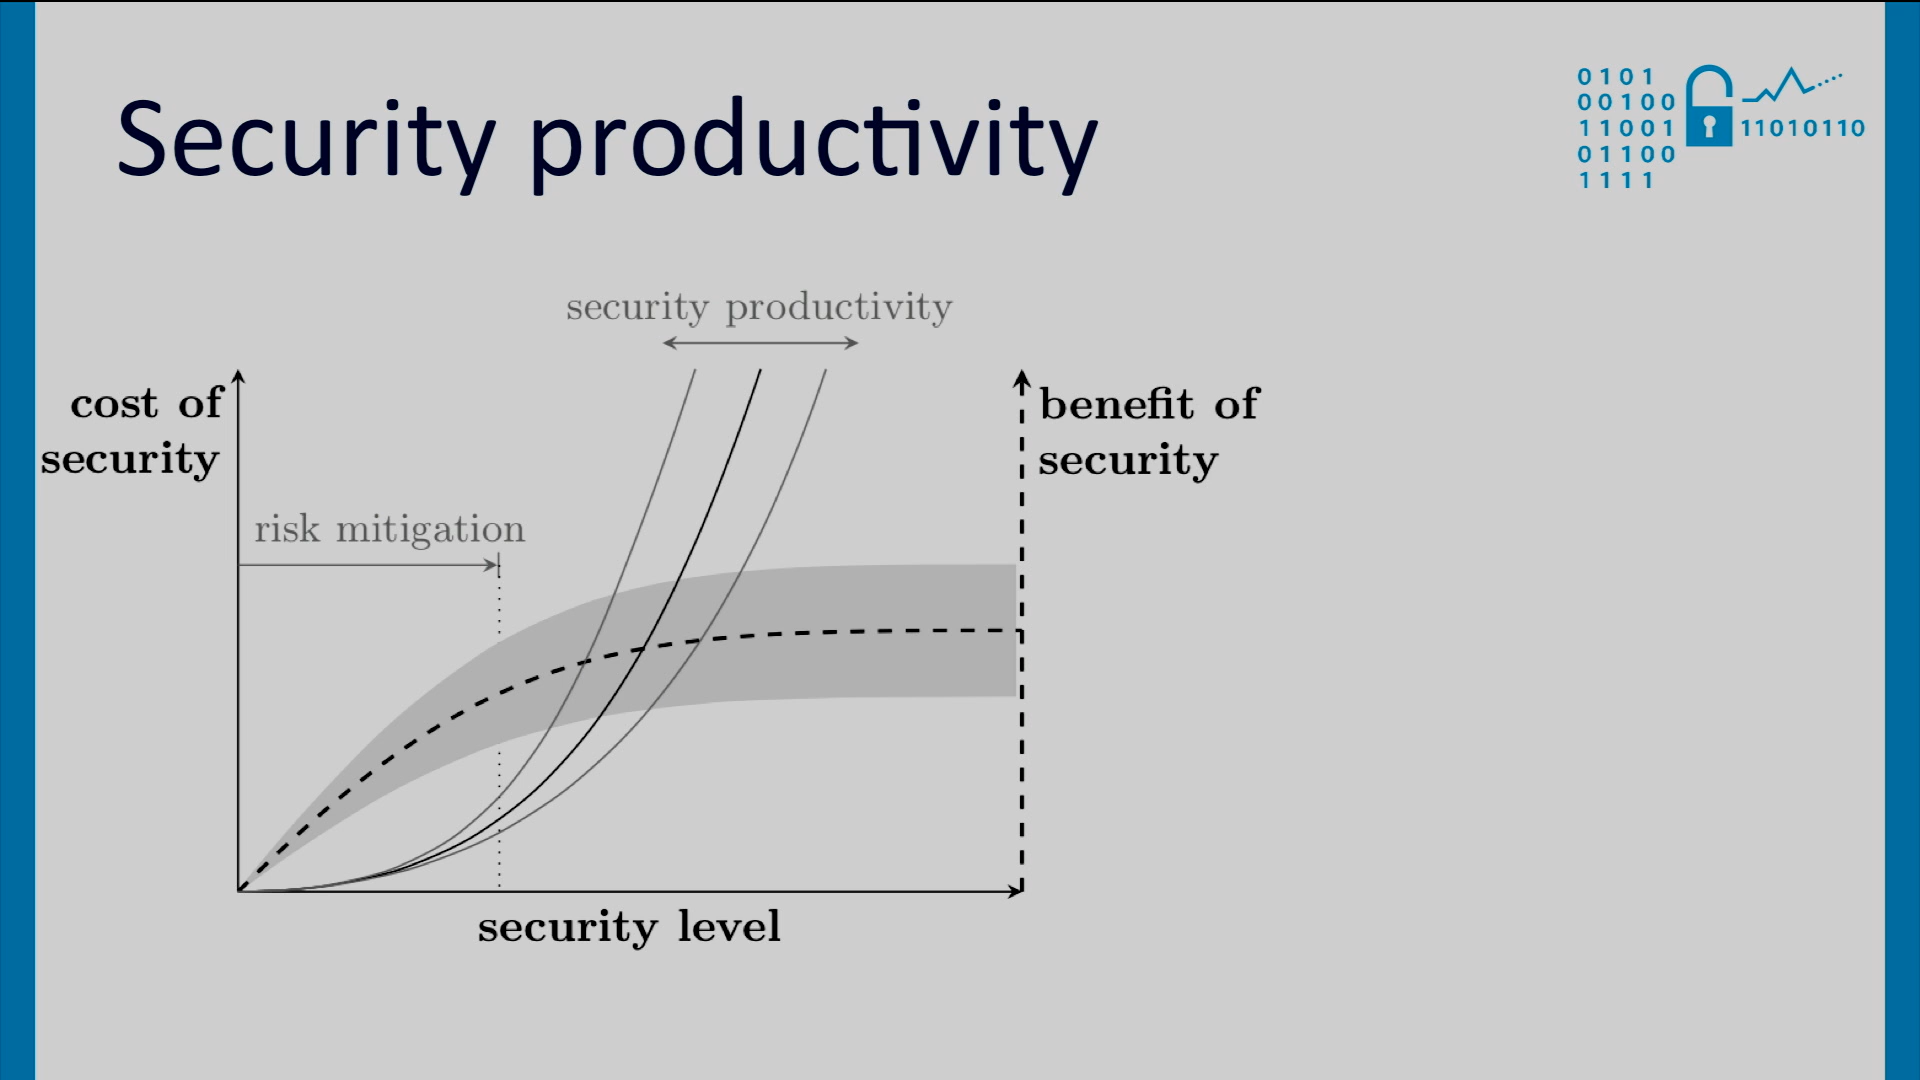 Security productivity
0101
00100
11001
01100
1111
11010110
security productivity
cost of
security
benefit of
security
risk mitigation
security level